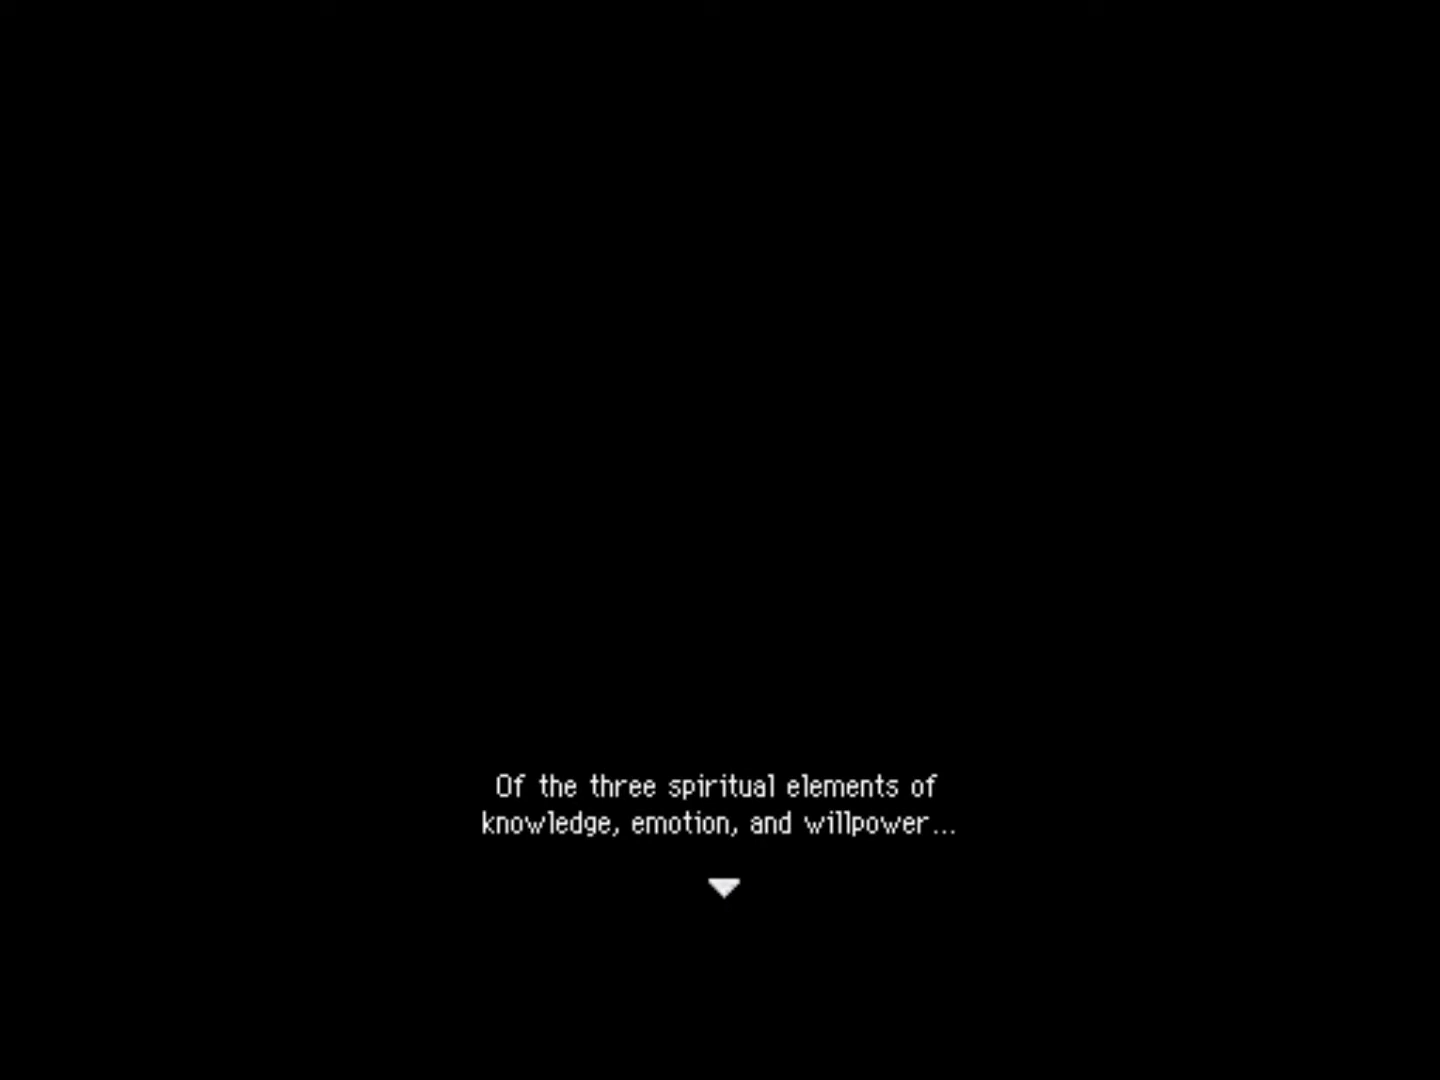 Of the three spiritual elements of
knowledge, emotion, and willpower...